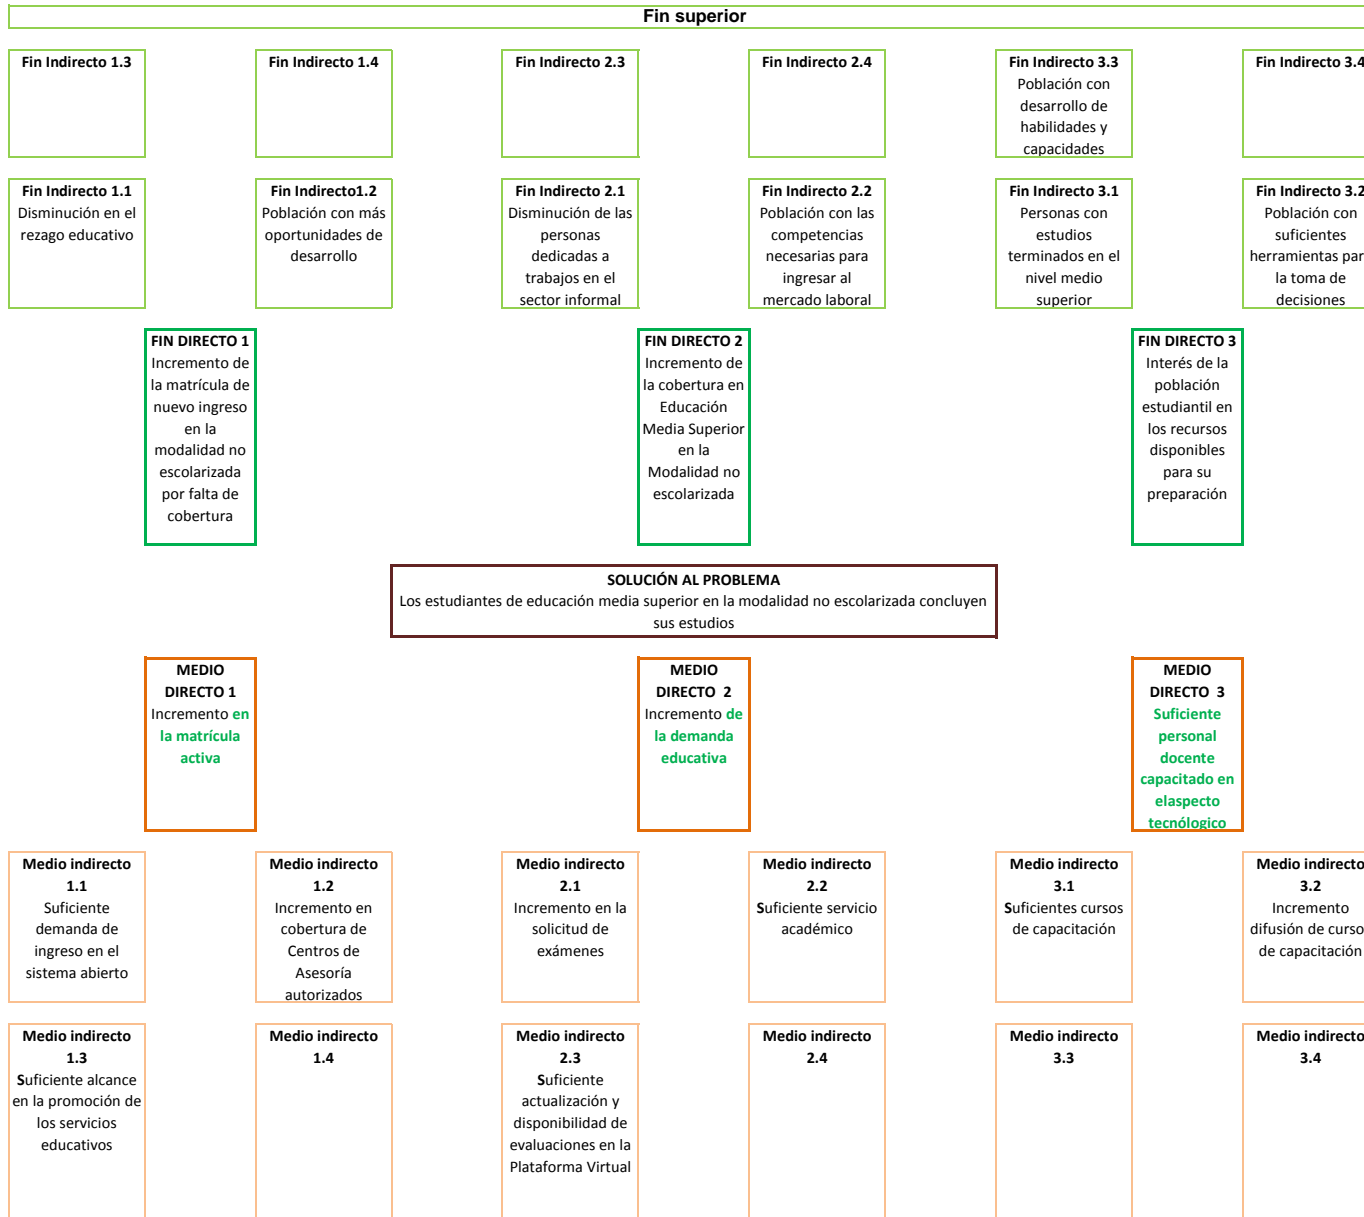 Fin superior
Fin Indirecto 1.3
Fin Indirecto 1.4
Fin Indirecto 2.3
Fin Indirecto 2.4
Fin Indirecto 3.3
Población con
desarrollo de
habilidades y
capacidades
Fin Indirecto 3.4
Fin Indirecto 1.1
Disminución en el
rezago educativo
Fin Indirecto1.2
Población con más
oportunidades de
desarrollo
Fin Indirecto 2.1
Disminución de las
personas
dedicadas a
trabajos en el
sector informal
Fin Indirecto 2.2
Población con las
competencias
necesarias para
ingresar al
mercado laboral
Fin Indirecto 3.1
Personas con
estudios
terminados en el
nivel medio
superior
Fin Indirecto 3.2
Población con
suficientes
herramientas par
la toma de
decisiones
FIN DIRECTO 1
Incremento de
la matrícula de
nuevo ingreso
en la
modalidad no
escolarizada
por falta de
cobertura
FIN DIRECTO 2
Incremento de
la cobertura en
Educación
Media Superior
en la
Modalidad no
escolarizada
FIN DIRECTO 3
Interés de la
población
estudiantil en
los recursos
disponibles
para su
preparación
SOLUCIÓN AL PROBLEMA
Los estudiantes de educación media superior en la modalidad no escolarizada concluyen
sus estudios
MEDIO
DIRECTO 1
Incremento en
la matrícula
activa
MEDIO
DIRECTO 2
Incremento de
la demanda
educativa
MEDIO
DIRECTO 3
Suficiente
personal
docente
capacitado en
elaspecto
tecnólogico
Medio indirecto
1.1
Suficiente
demanda de
ingreso en el
sistema abierto
Medio indirecto
1.2
Incremento en
cobertura de
Centros de
Asesoría
autorizados
Medio indirecto
2.1
Incremento en la
solicitud de
exámenes
Medio indirecto
2.2
Suficiente servicio
académico
Medio indirecto
3.1
Suficientes cursos
de capacitación
Medio indirecto
3.2
Incremento
difusión de curso
de capacitación
Medio indirecto
1.3
Suficiente alcance
en la promoción de
los servicios
educativos
Medio indirecto
1.4
Medio indirecto
2.3
Suficiente
actualización y
disponibilidad de
evaluaciones en la
Plataforma Virtual
Medio indirecto
2.4
Medio indirecto
3.3
Medio indirecto
3.4